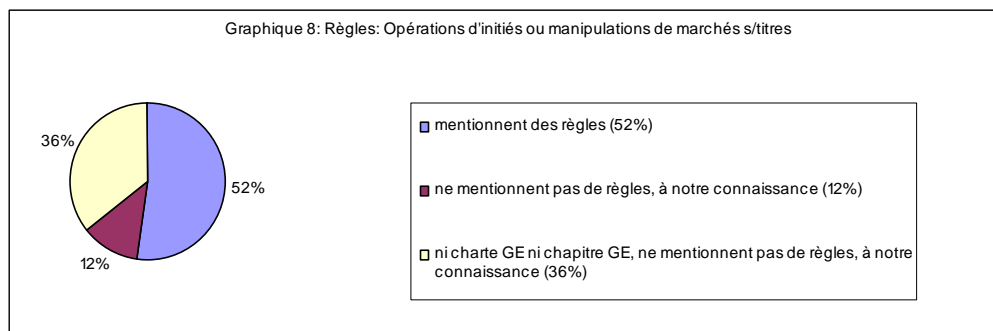 Graphique 8: Règles: Opérations d'initiés ou manipulations de marchés s/titres
36%
52%
12%
mentionnent des règles (52%)
ne mentionnent pas de règles, à notre connaissance (12%)
ni charte GE ni chapitre GE, ne mentionnent pas de règles, à notre
connaissance (36%)